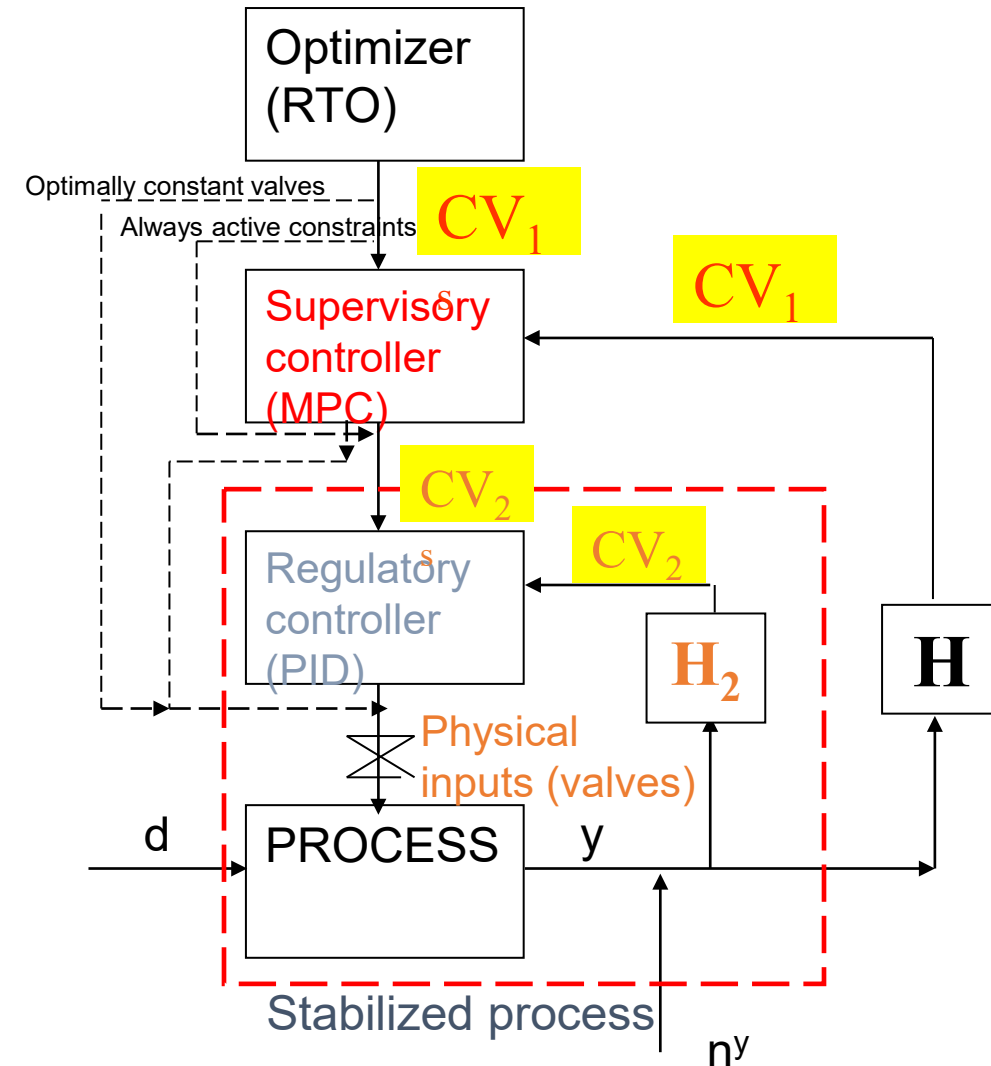 Optimizer
(RTO)
Optimally constant valves
Always active constraints
CV₁
s
CV₁
Supervisory
controller
(MPC)
CV₂
s
CV₂
Regulatory
controller
(PID)
H₂
H
Physical
inputs (valves)
d
PROCESS
y
Stabilized process
nʸ